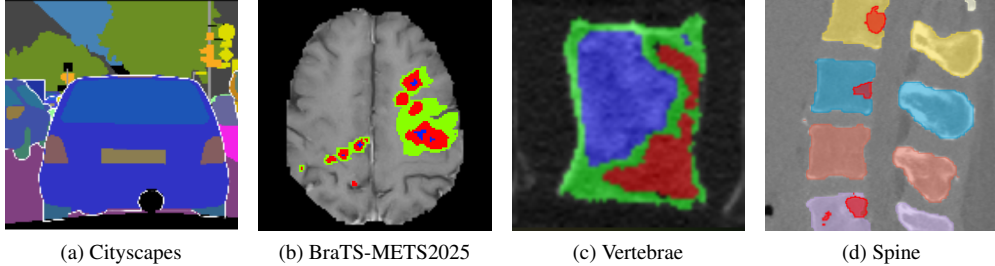 (a) Cityscapes
(b) BraTS-METS2025
(c) Vertebrae
(d) Spine